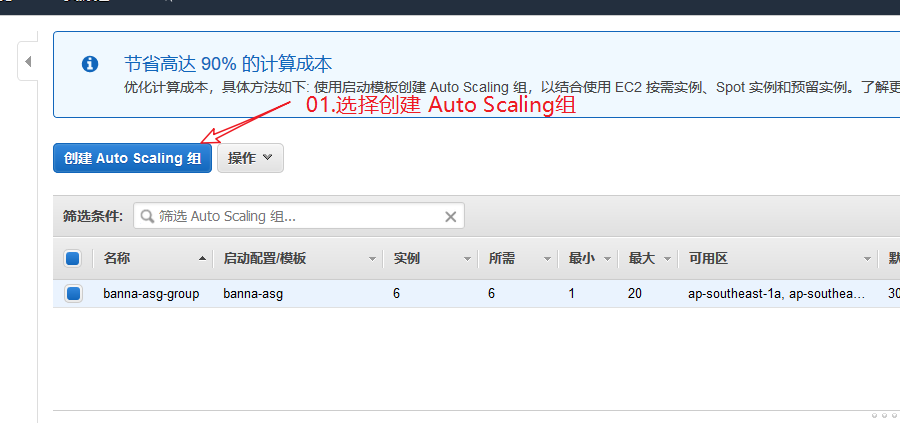 节省高达 90% 的计算成本
优化计算成本，具体方法如下: 使用启动模板创建 Auto Scaling 组，以结合使用 EC2 按需实例、Spot 实例和预留实例。了解更
01.选择创建 Auto Scaling组
创建 Auto Scaling 组 操作
筛选条件: 筛选 Auto Scaling 组...
名称 启动配置/模板 实例 所需 最小 最大 可用区 默
banna-asg-group banna-asg 6 6 1 20 ap-southeast-1a, ap-southea... 30